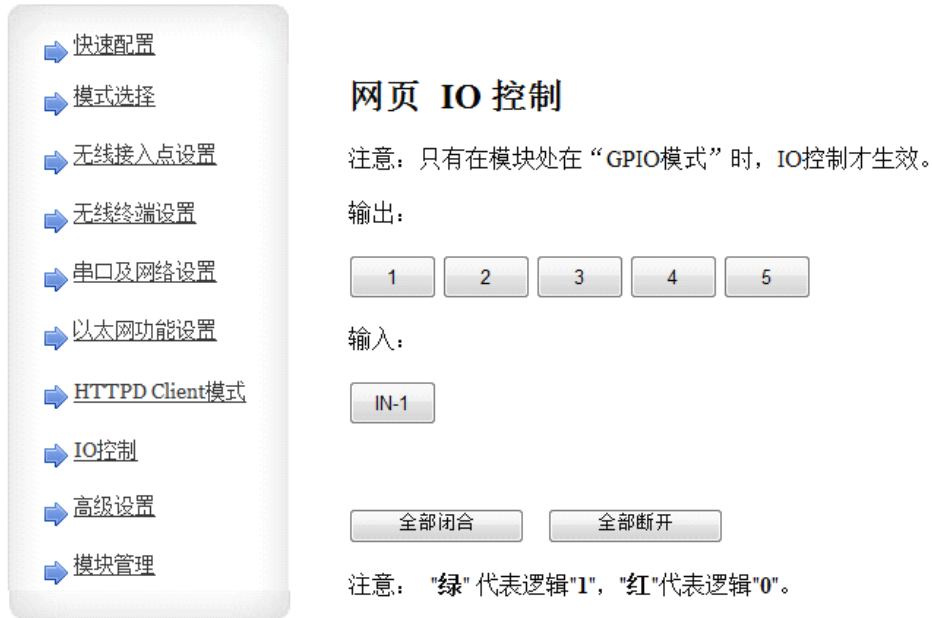 快速配置
模式选择
无线接入点设置
无线终端设置
串口及网络设置
以太网功能设置
HTTPD Client模式
IO控制
高级设置
模块管理
网页 IO 控制
注意：只有在模块处在“GPIO模式”时，IO控制才生效。
输出：
1 2 3 4 5
输入：
IN-1
全部闭合 全部断开
注意： "绿" 代表逻辑"1"，"红"代表逻辑"0"。